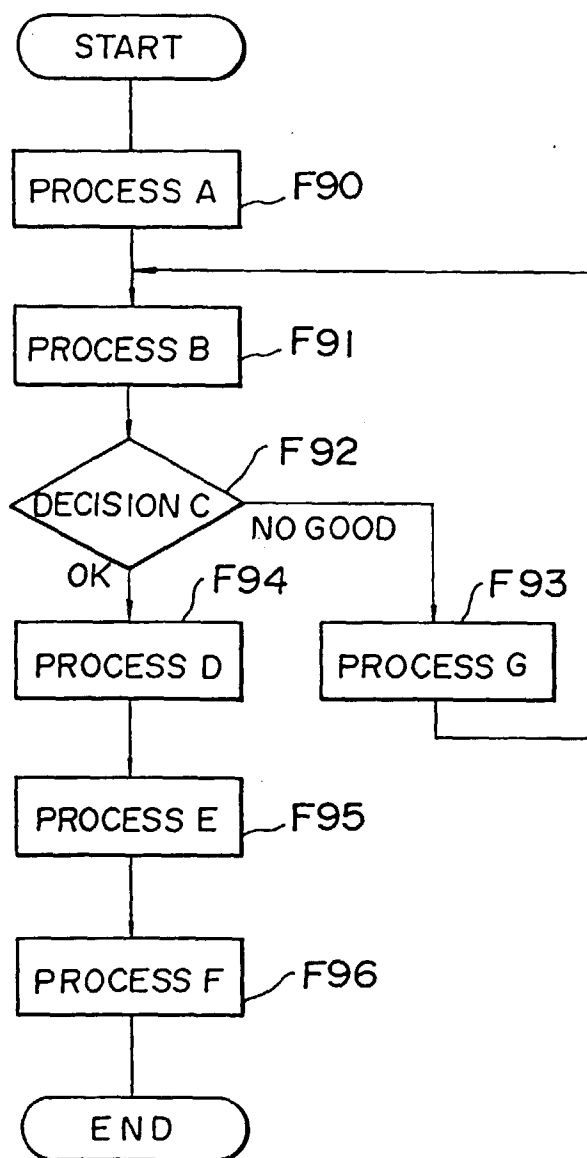 START
PROCESS A
F90
PROCESS B
F91
F92
DECISION C
NO GOOD
OK
F94
F93
PROCESS D
PROCESS G
PROCESS E
F95
PROCESS F
F96
END